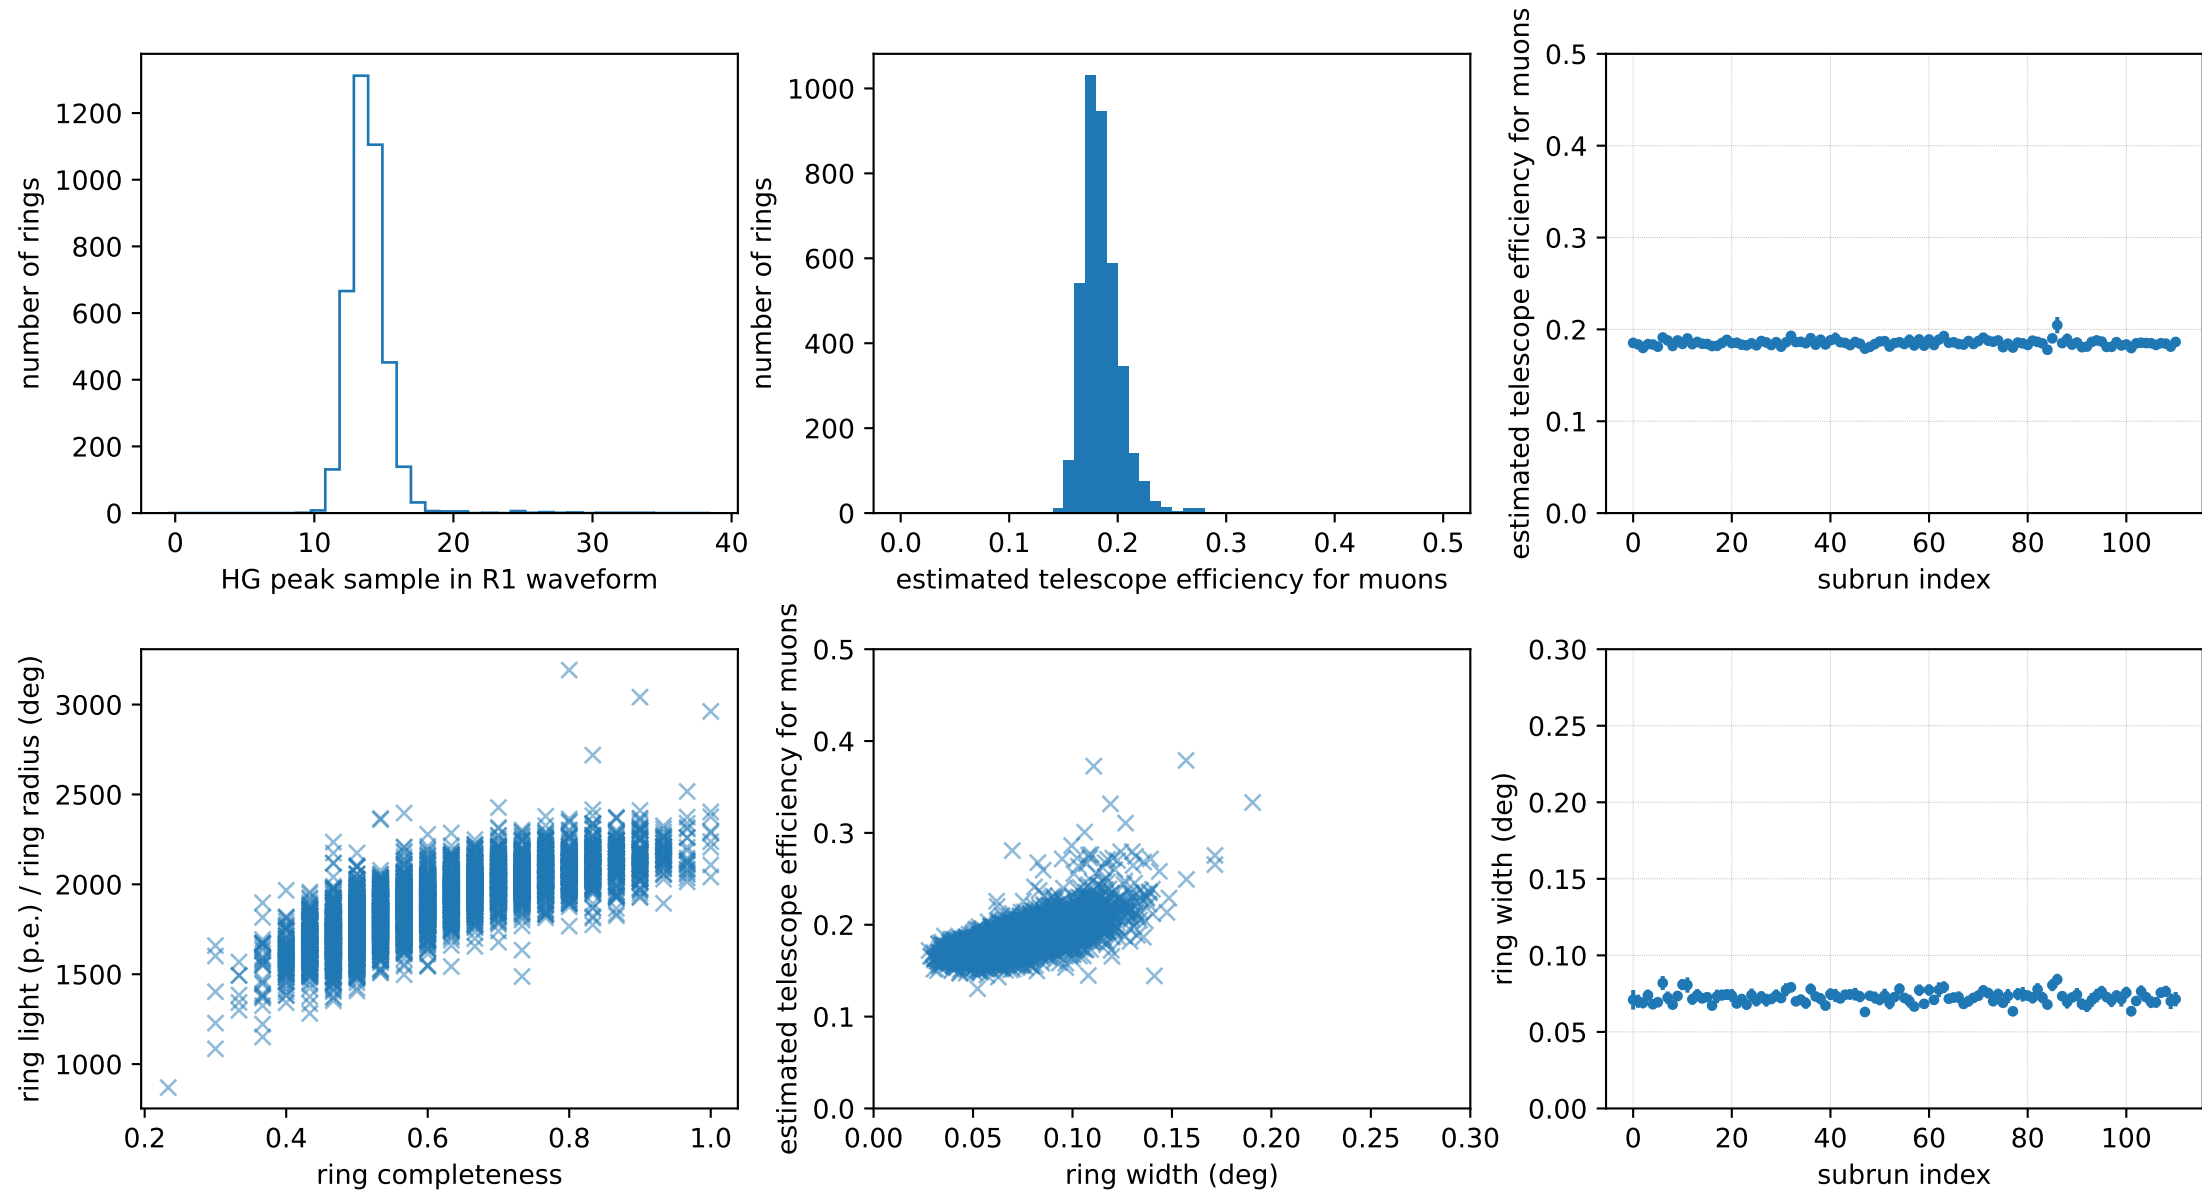 number of rings
1200
1000
800
600
400
200
0
0 10 20 30 40
HG peak sample in R1 waveform
number of rings
1000
800
600
400
200
0
0.0 0.1 0.2 0.3 0.4 0.5
estimated telescope efficiency for muons
estimated telescope efficiency for muons
0.5
0.4
0.3
0.2
0.1
0.0
0 20 40 60 80 100
subrun index
ring light (p.e.) / ring radius (deg)
3000
2500
2000
1500
1000
0.2 0.4 0.6 0.8 1.0
ring completeness
estimated telescope efficiency for muons
0.5
0.4
0.3
0.2
0.1
0.0
0.00 0.05 0.10 0.15 0.20 0.25 0.30
ring width (deg)
ring width (deg)
0.30
0.25
0.20
0.15
0.10
0.05
0.00
0 20 40 60 80 100
subrun index